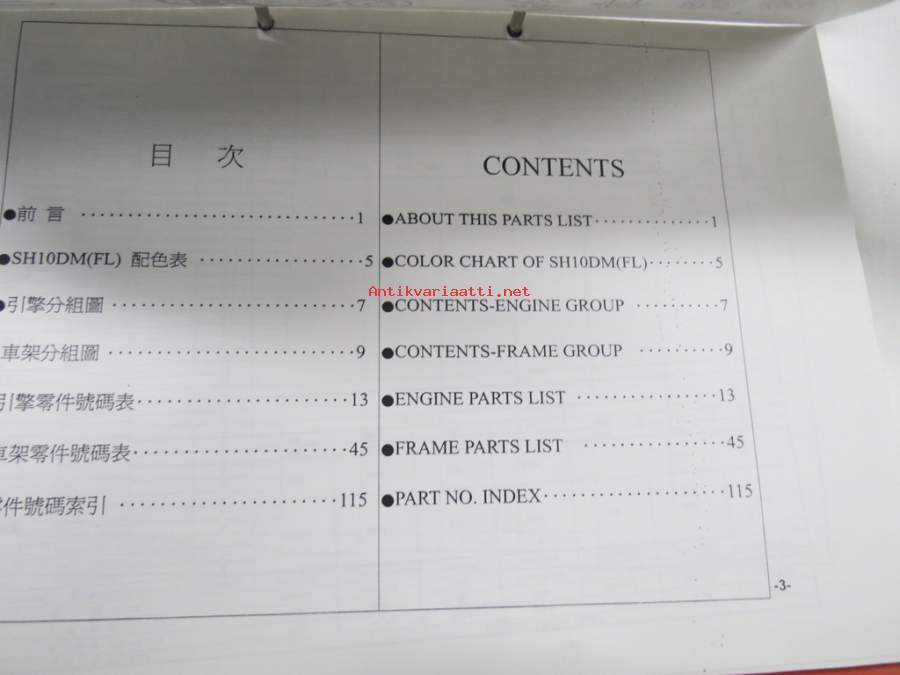 目 次
●前 言 ······························1
●SH10DM(FL) 配色表 ··················5
●引擎分組圖 ··························7
車架分組圖 ··························9
引擎零件號碼表·······················13
車架零件號碼表·······················45
零件號碼索引 ·······················115
CONTENTS
●ABOUT THIS PARTS LIST··············1
●COLOR CHART OF SH10DM(FL)········5
●CONTENTS-ENGINE GROUP ··········7
●CONTENTS-FRAME GROUP ··········9
●ENGINE PARTS LIST ·················13
●FRAME PARTS LIST ·················45
●PART NO. INDEX······················115
-3-
Antikvariaatti.net